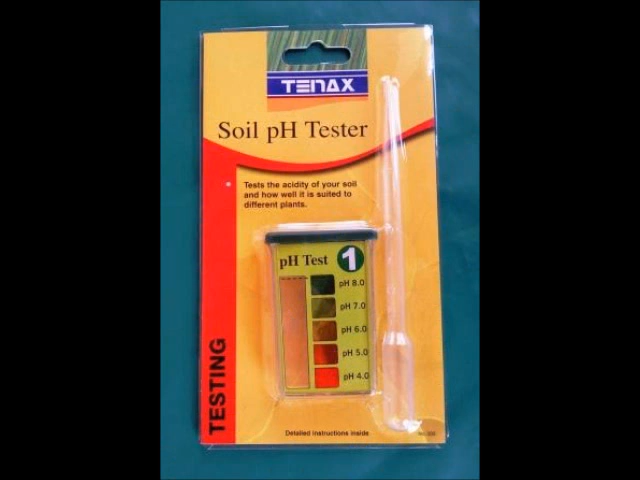 TENAX
Soil pH Tester
Tests the acidity of your soil
and how well it is suited to
different plants.
pH Test 1
pH 8.0
pH 7.0
pH 6.0
pH 5.0
pH 4.0
TESTING
Detailed instructions inside